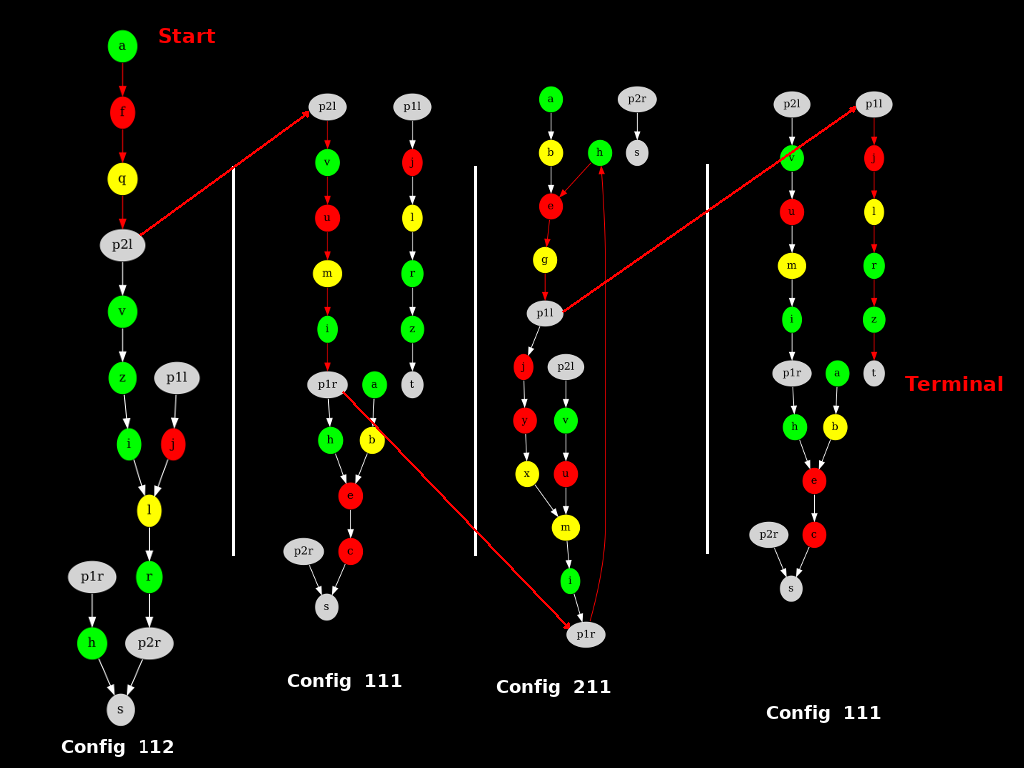 Start
a
f
q
p2l
v
z
p1l
i
j
l
p1r
r
h
p2r
s
Config 112
p2l
p1l
v
j
u
l
m
r
i
z
p1r
a
t
h
b
e
p2r
c
s
Config 111
a
p2r
b
h
s
e
g
p1l
j
p2l
y
v
x
u
m
i
p1r
Config 211
p2l
p1l
v
j
u
l
m
r
i
z
p1r
a
t
Terminal
h
b
e
p2r
c
s
Config 111